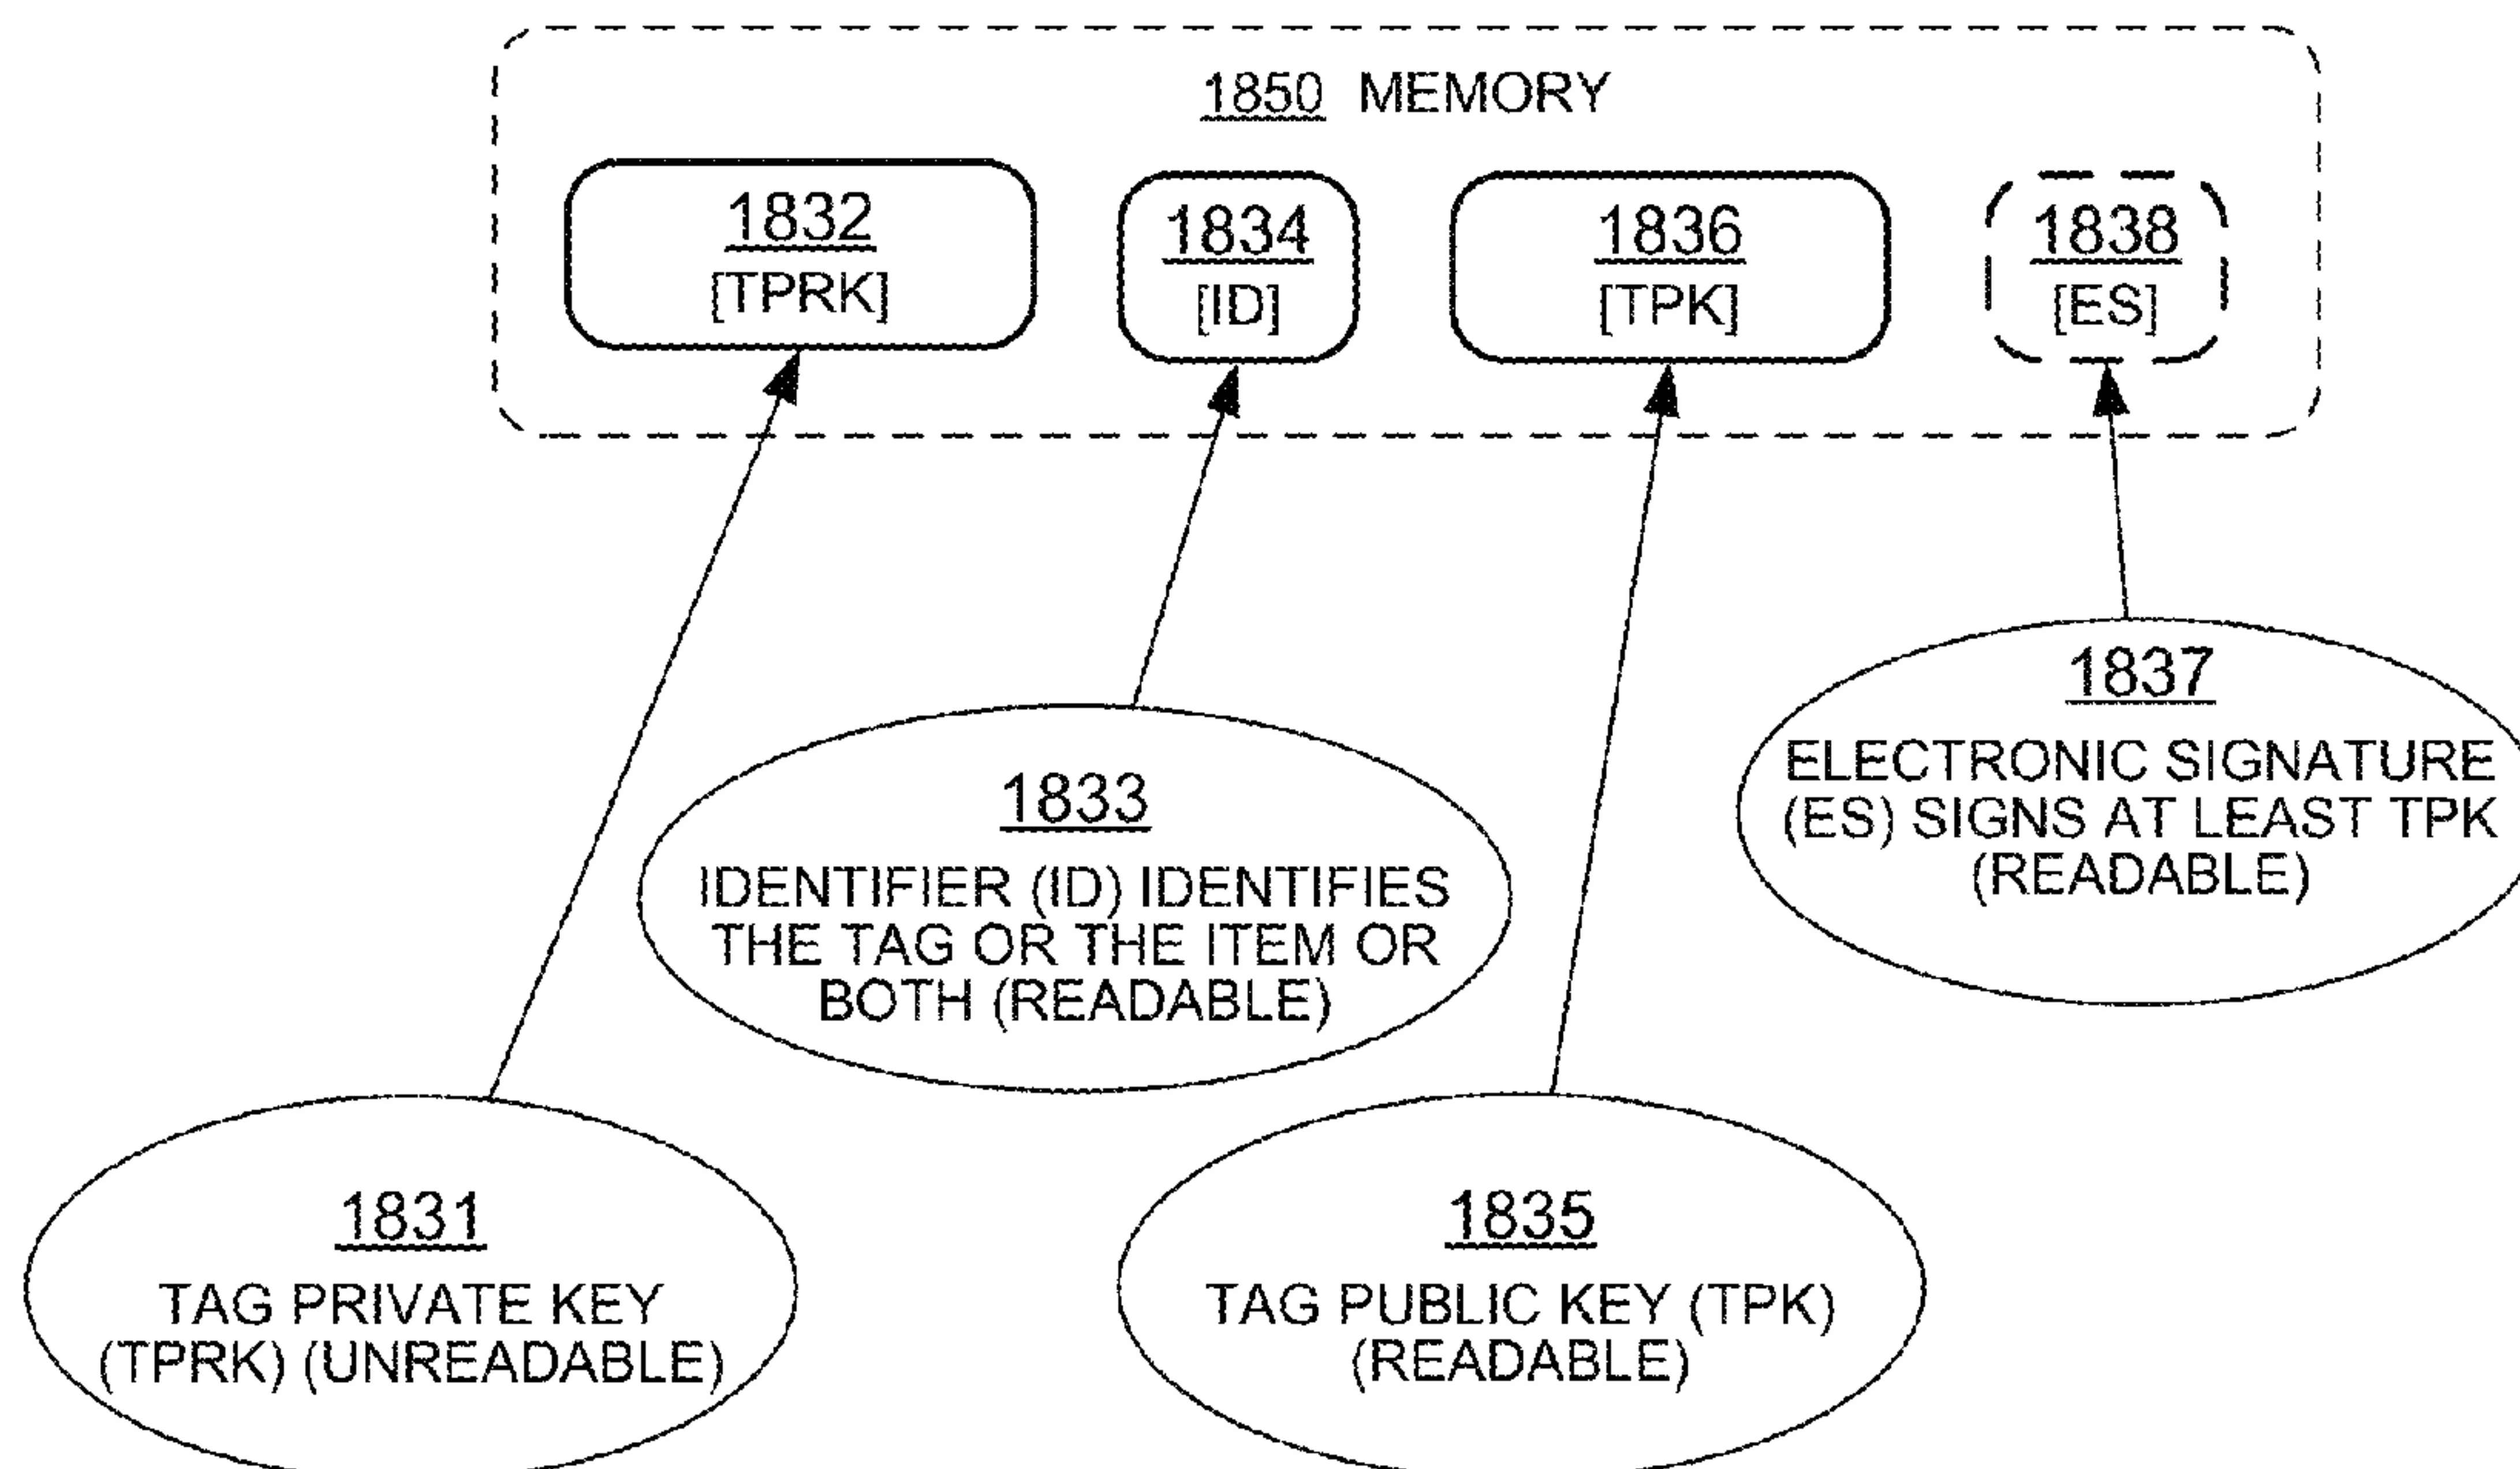 1850 MEMORY
1832
[TPRK]
1834
[ID]
1836
[TPK]
1838
[ES]
1837
ELECTRONIC SIGNATURE
(ES) SIGNS AT LEAST TPK
(READABLE)
1833
IDENTIFIER (ID) IDENTIFIES
THE TAG OR THE ITEM OR
BOTH (READABLE)
1831
TAG PRIVATE KEY
(TPRK) (UNREADABLE)
1835
TAG PUBLIC KEY (TPK)
(READABLE)